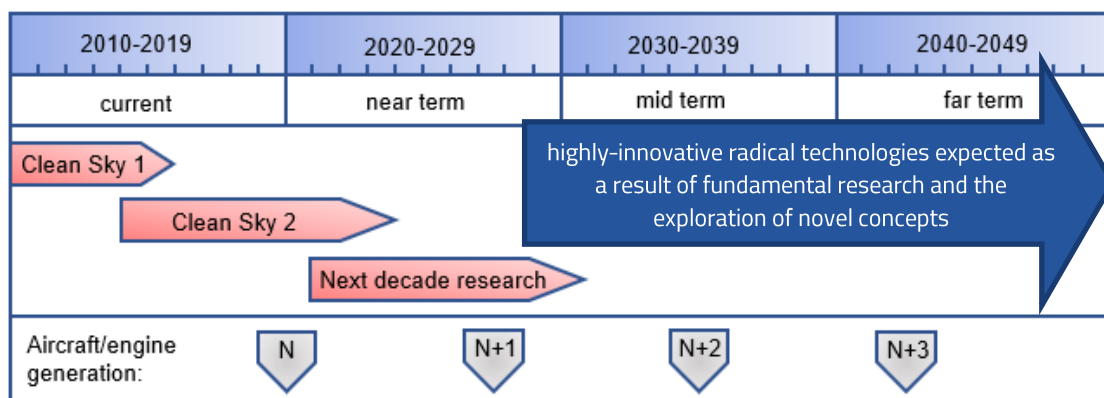 2010-2019
2020-2029
2030-2039
2040-2049
current
near term
mid term
far term
Clean Sky 1
Clean Sky 2
Next decade research
highly-innovative radical technologies expected as
a result of fundamental research and the
exploration of novel concepts
Aircraft/engine
generation:
N
N+1
N+2
N+3